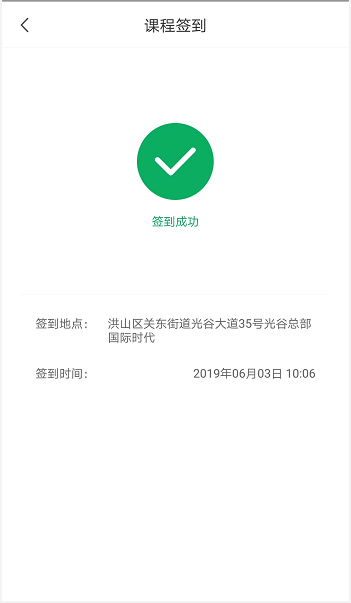 课程签到
签到成功
签到地点： 洪山区关东街道光谷大道35号光谷总部
国际时代
签到时间： 2019年06月03日 10:06